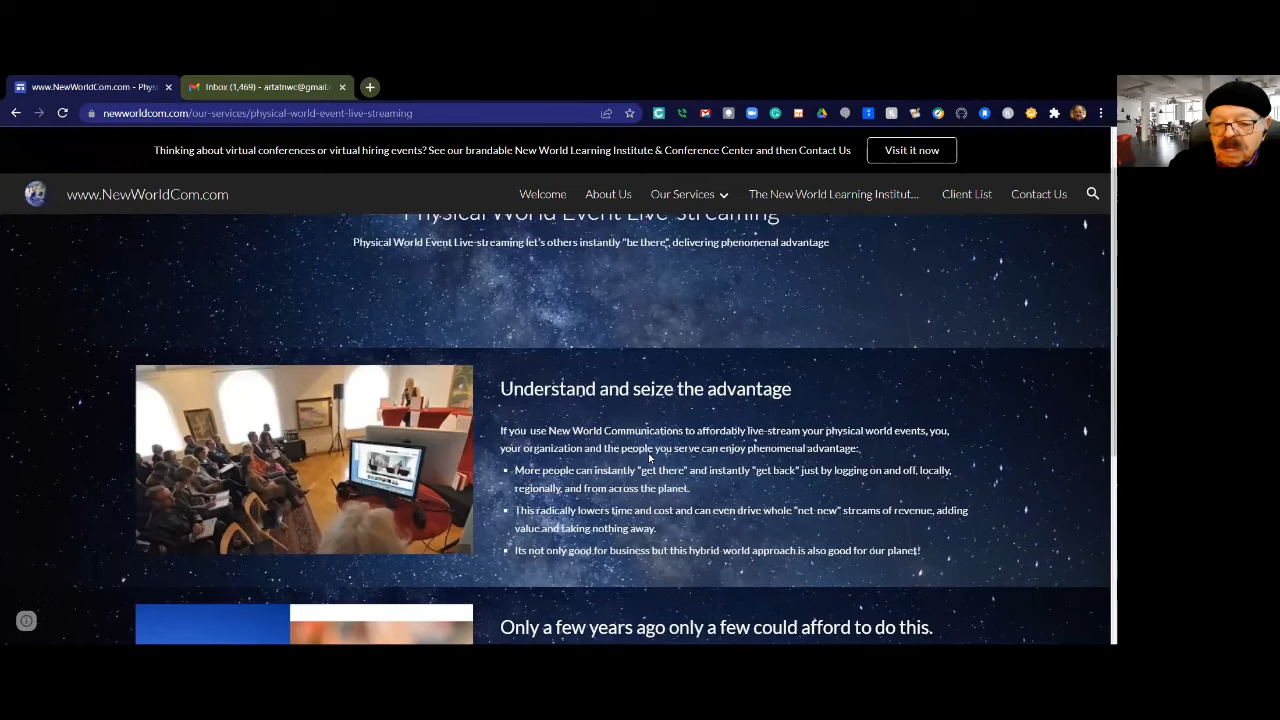 www.NewWorldCom.com - Phys
Inbox (1,469) - artatnwc@gmail.c
newworldcom.com/our-services/physical-world-event-live-streaming
Thinking about virtual conferences or virtual hiring events? See our brandable New World Learning Institute & Conference Center and then Contact Us
Visit it now
www.NewWorldCom.com
Welcome
About Us
Our Services
The New World Learning Institut...
Client List
Contact Us
Physical World Event Live-streaming
Physical World Event Live-streaming let's others instantly "be there", delivering phenomenal advantage
Understand and seize the advantage
If you use New World Communications to affordably live-stream your physical world events, you,
your organization and the people you serve can enjoy phenomenal advantage:
More people can instantly "get there" and instantly "get back" just by logging on and off, locally,
regionally, and from across the planet.
This radically lowers time and cost and can even drive whole "net-new" streams of revenue, adding
value and taking nothing away.
Its not only good for business but this hybrid-world approach is also good for our planet!
Only a few years ago only a few could afford to do this.